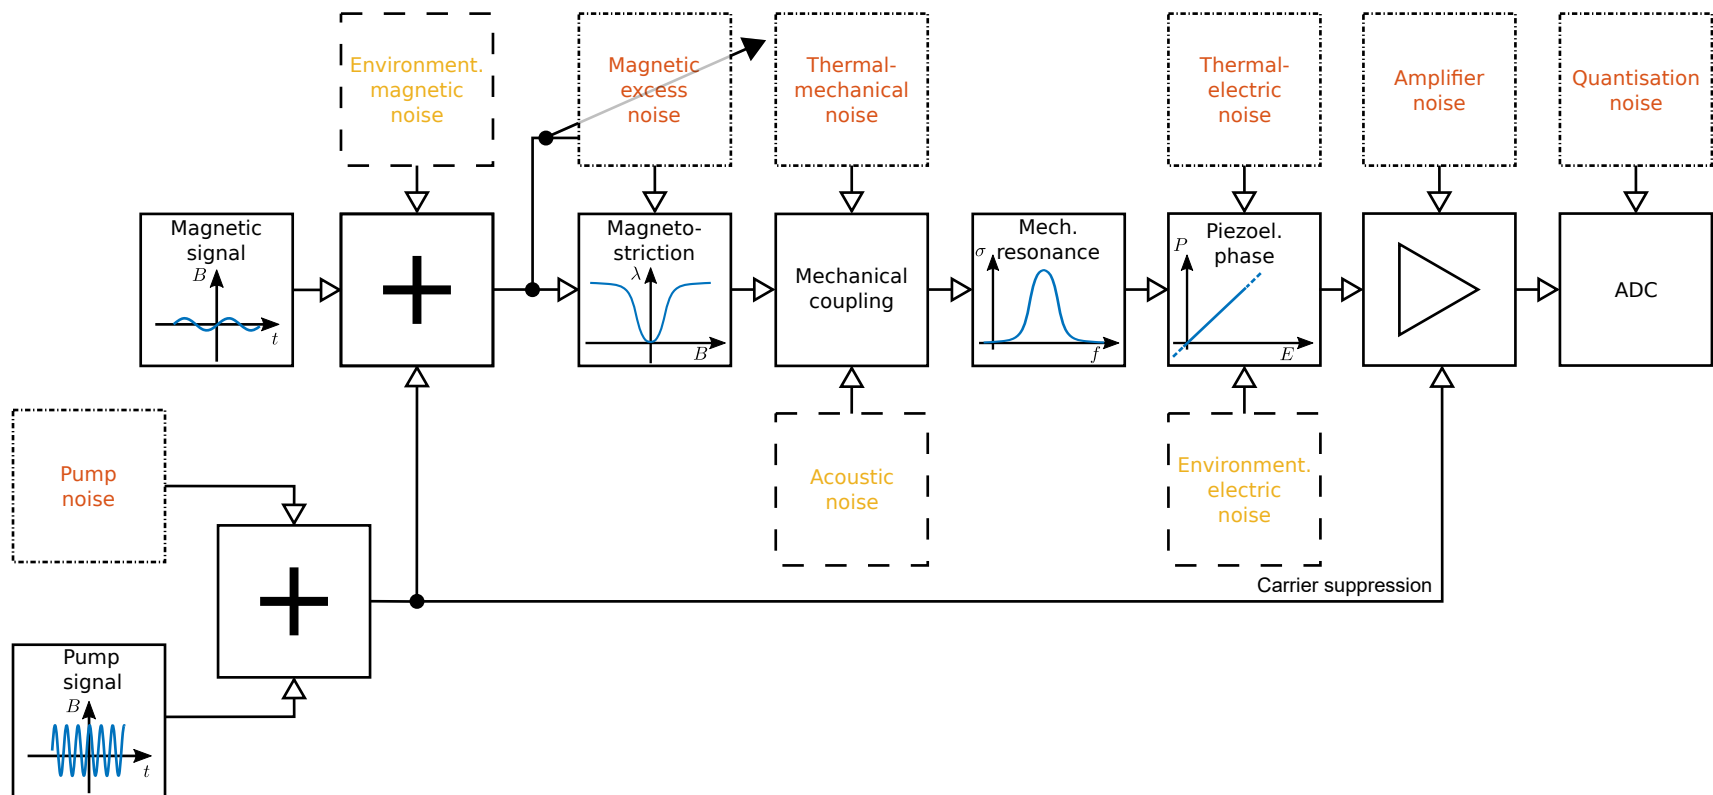 Environment.
magnetic
noise
Magnetic
excess
noise
Thermal-
mechanical
noise
Thermal-
electric
noise
Amplifier
noise
Quantisation
noise
Magnetic
signal
B
t
Magneto-
striction
λ
B
Mechanical
coupling
Mech.
resonance
σ
f
Piezoel.
phase
P
E
ADC
Pump
noise
Acoustic
noise
Environment.
electric
noise
Carrier suppression
Pump
signal
B
t